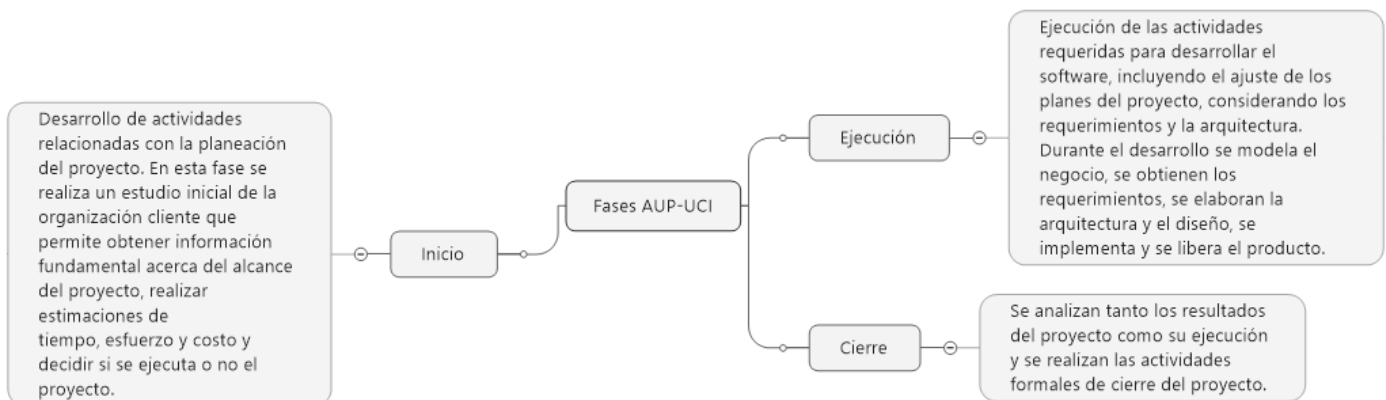 Fases AUP-UCI
Inicio
Desarrollo de actividades
relacionadas con la planeación
del proyecto. En esta fase se
realiza un estudio inicial de la
organización cliente que
permite obtener información
fundamental acerca del alcance
del proyecto, realizar
estimaciones de
tiempo, esfuerzo y costo y
decidir si se ejecuta o no el
proyecto.
Ejecución
Ejecución de las actividades
requeridas para desarrollar el
software, incluyendo el ajuste de los
planes del proyecto, considerando los
requerimientos y la arquitectura.
Durante el desarrollo se modela el
negocio, se obtienen los
requerimientos, se elaboran la
arquitectura y el diseño, se
implementa y se libera el producto.
Cierre
Se analizan tanto los resultados
del proyecto como su ejecución
y se realizan las actividades
formales de cierre del proyecto.